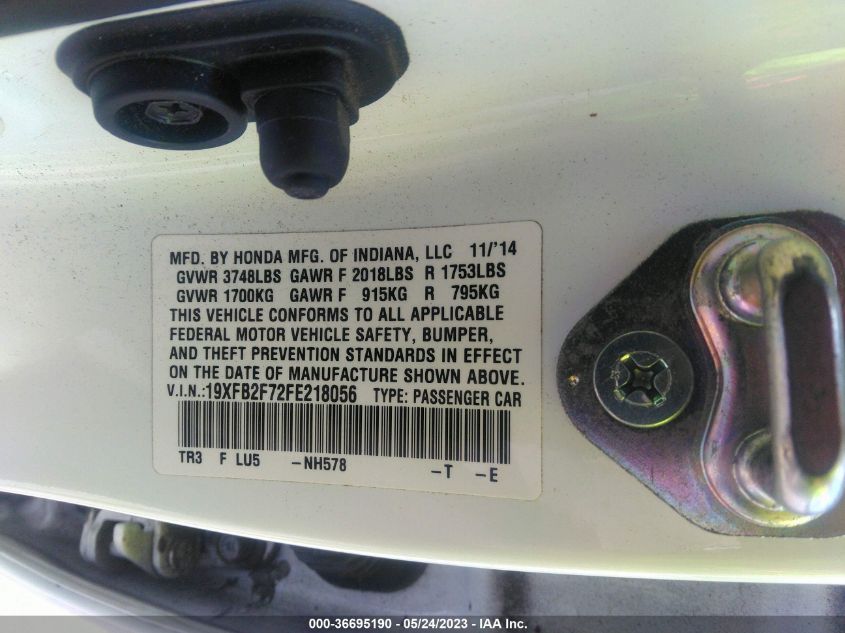 MFD. BY HONDA MFG. OF INDIANA, LLC 11/'14
GVWR 3748LBS GAWR F 2018LBS R 1753LBS
GVWR 1700KG GAWR F 915KG R 795KG
THIS VEHICLE CONFORMS TO ALL APPLICABLE
FEDERAL MOTOR VEHICLE SAFETY, BUMPER,
AND THEFT PREVENTION STANDARDS IN EFFECT
ON THE DATE OF MANUFACTURE SHOWN ABOVE.
V.I.N.: 19XFB2F72FE218056 TYPE: PASSENGER CAR
TR3 F LU5 -NH578 -T -E
000-36695190 - 05/24/2023 - IAA Inc.